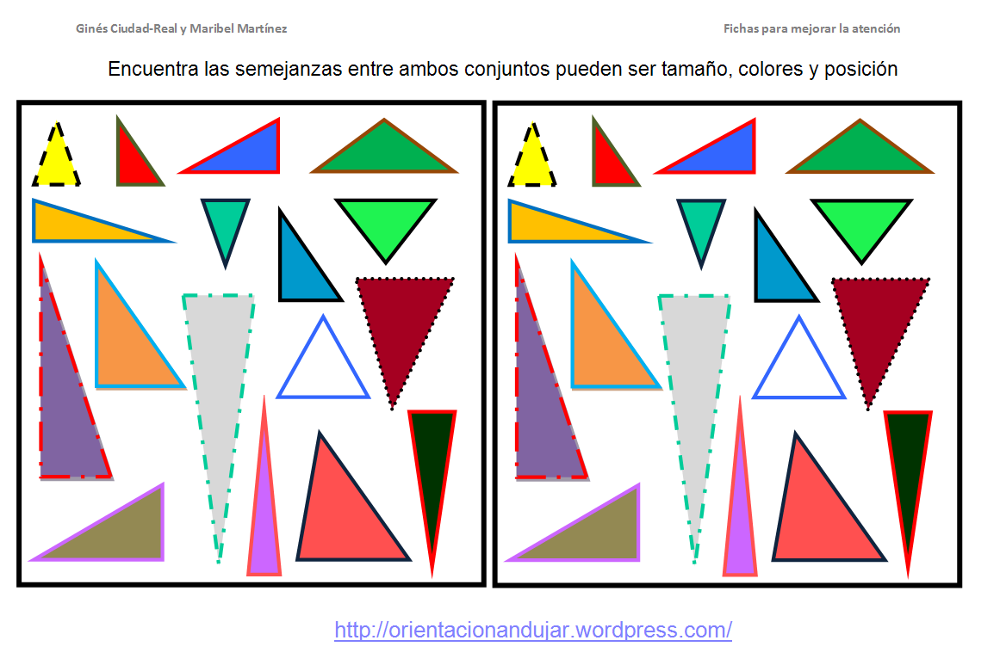 Ginés Ciudad-Real y Maribel Martínez
Fichas para mejorar la atención
Encuentra las semejanzas entre ambos conjuntos pueden ser tamaño, colores y posición
http://orientacionandujar.wordpress.com/